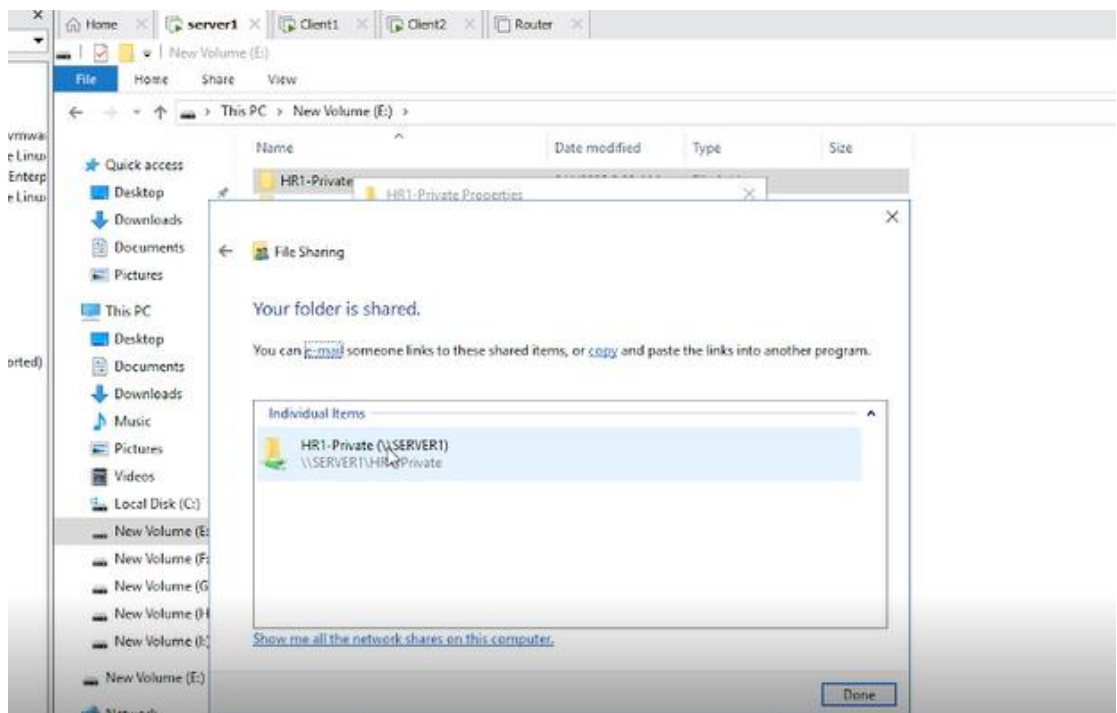 Home server1 Client1 Client2 Router
New Volume (E:)
File Home Share View
This PC > New Volume (E:) >
Name Date modified Type Size
Quick access
HR1-Private
Desktop
HR1-Private Properties
Downloads
Documents
File Sharing
Pictures
This PC
Your folder is shared.
Desktop
You can e-mail someone links to these shared items, or copy and paste the links into another program.
orted)
Documents
Downloads
Individual Items
Music
HR1-Private (\\SERVER1)
Pictures
\\SERVER1\HR1-Private
Videos
Local Disk (C:)
New Volume (E:
New Volume (F:
New Volume (G
New Volume (H
New Volume (I:)
Show me all the network shares on this computer.
New Volume (E:)
Done